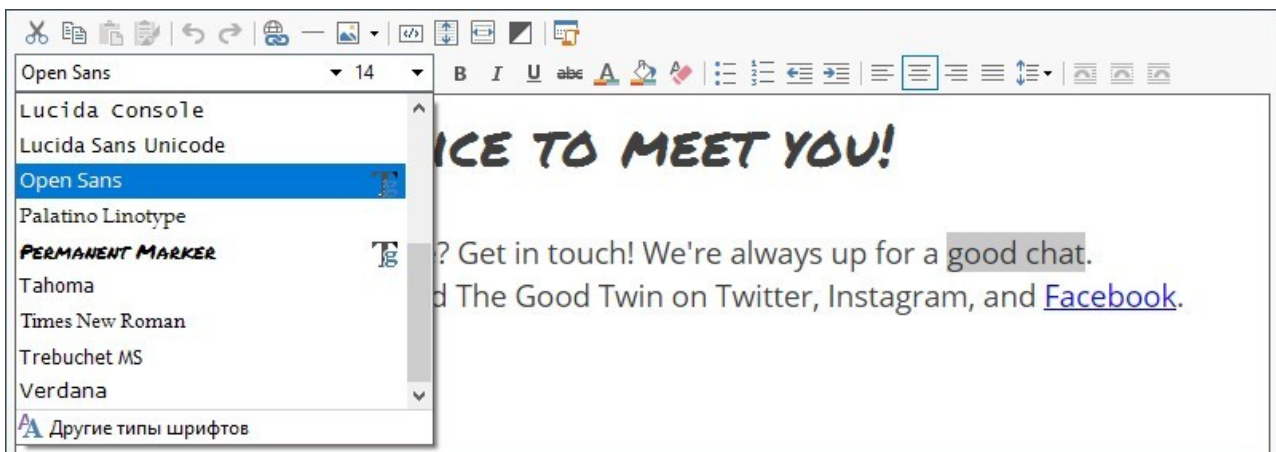 Open Sans 14 B I U abc A
Lucida Console
Lucida Sans Unicode
Open Sans
Palatino Linotype
PERMANENT MARKER
Tahoma
Times New Roman
Trebuchet MS
Verdana
Другие типы шрифтов
ICE TO MEET YOU!
? Get in touch! We're always up for a good chat.
d The Good Twin on Twitter, Instagram, and Facebook.